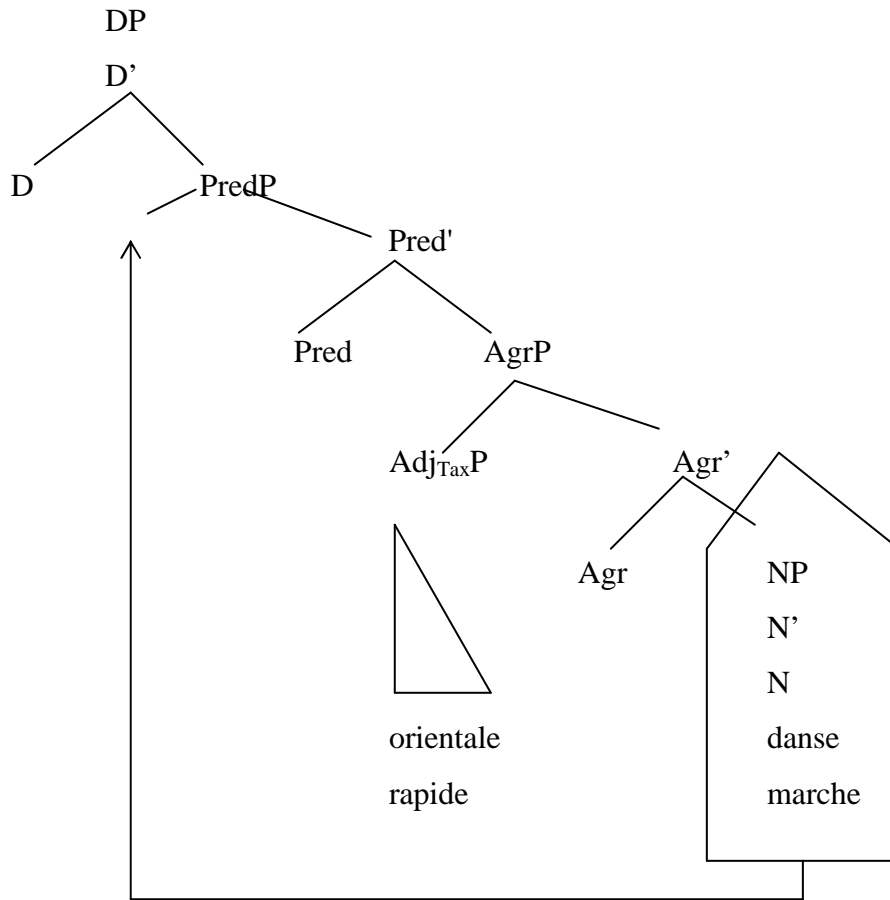 DP
D’
D PredP
Pred'
Pred AgrP
AdjTaxP Agr’
Agr NP
N’
N
orientale danse
rapide marche